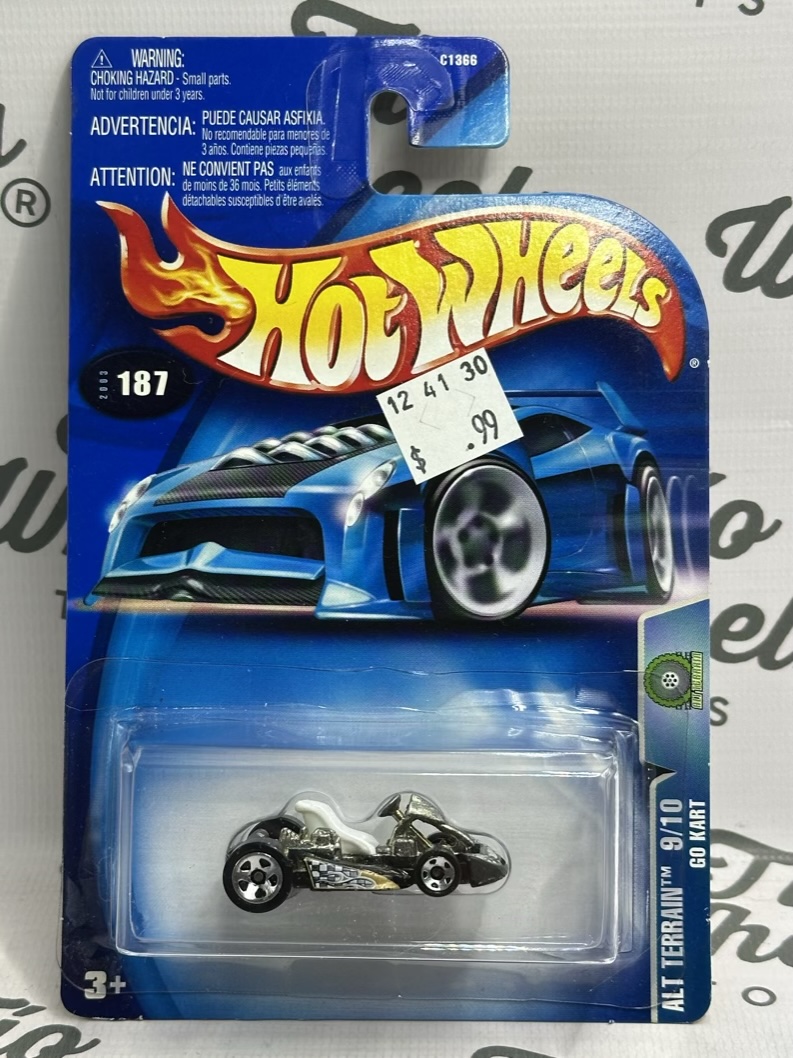 WARNING:
CHOKING HAZARD - Small parts.
Not for children under 3 years.
C1366
ADVERTENCIA:
PUEDE CAUSAR ASFIXIA.
No recomendable para menores de
3 años. Contiene piezas pequeñas.
ATTENTION:
NE CONVIENT PAS aux enfants
de moins de 36 mois. Petits éléments
détachables susceptibles d'être avalés.
®
Hot Wheels
®
2003
187
12 41 30
$ .99
ALT TERRAIN
ALT TERRAIN™ 9/10
GO KART
3+